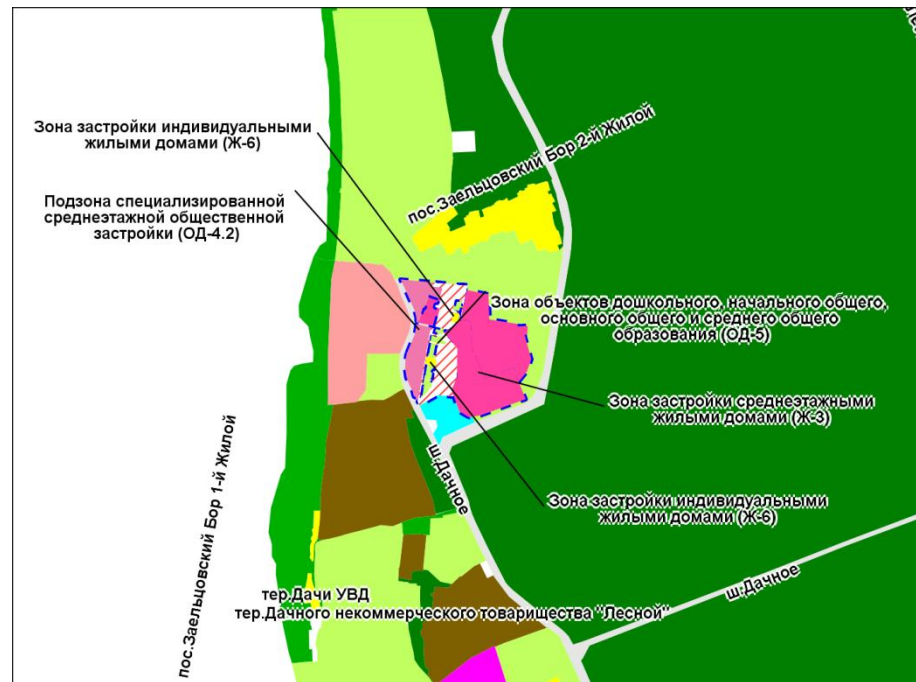 Зона застройки индивидуальными
жилыми домами (Ж-6)
пос.Заельцовский Бор 2-й Жилой
Подзона специализированной
среднеэтажной общественной
застройки (ОД-4.2)
Зона объектов дошкольного, начального общего,
основного общего и среднего общего
образования (ОД-5)
Зона застройки среднеэтажными
жилыми домами (Ж-3)
ш.Дачное
Зона застройки индивидуальными
жилыми домами (Ж-6)
пос.Заельцовский Бор 1-й Жилой
ш.Дачное
тер.Дачи УВД
тер.Дачного некоммерческого товарищества "Лесной"